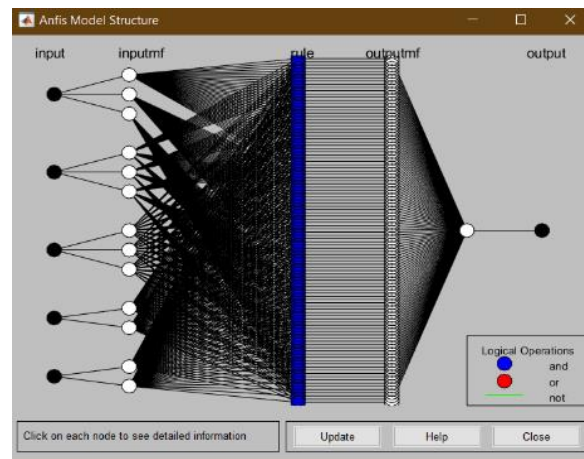 Anfis Model Structure
input inputmf rule outputmf output
Logical Operations
and
or
not
Click on each node to see detailed information
Update Help Close